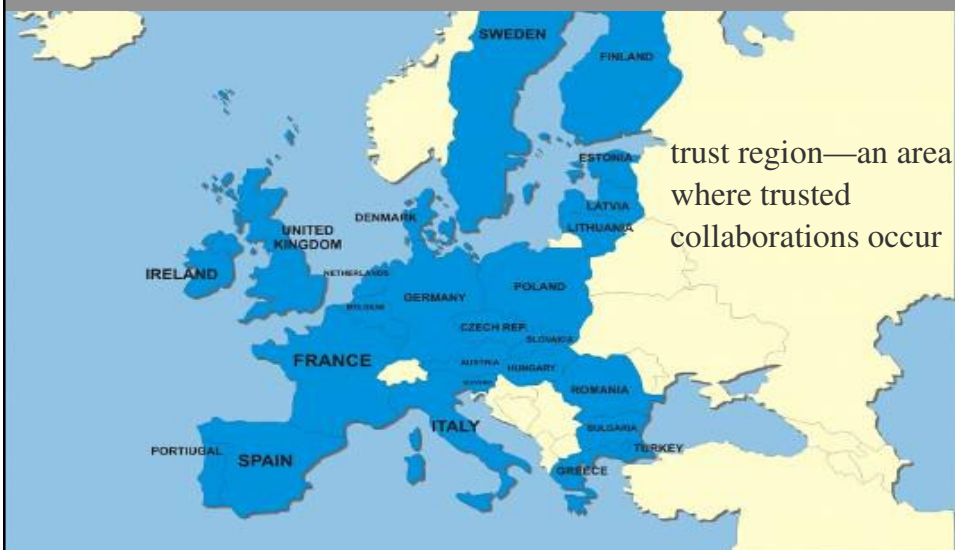 SWEDEN
FINLAND
trust region—an area
where trusted
collaborations occur
ESTONIA
LATVIA
LITHUANIA
DENMARK
UNITED
KINGDOM
IRELAND
NETHERLANDS
BELGIUM
GERMANY
POLAND
CZECH REP.
SLOVAKIA
FRANCE
AUSTRIA
HUNGARY
ROMANIA
ITALY
BULGARIA
PORTIUGAL
SPAIN
TURKEY
GREECE